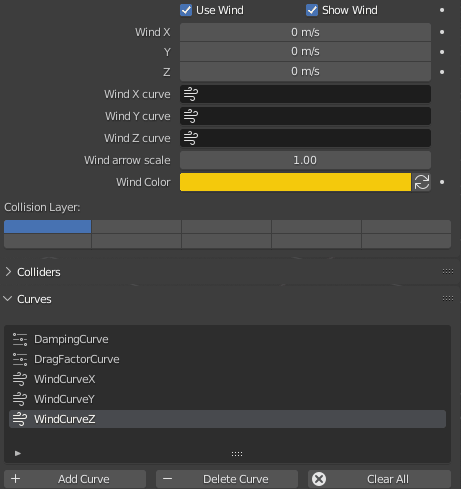 Use Wind Show Wind
Wind X 0 m/s
Y 0 m/s
Z 0 m/s
Wind X curve
Wind Y curve
Wind Z curve
Wind arrow scale 1.00
Wind Color
Collision Layer:
Colliders
Curves
DampingCurve
DragFactorCurve
WindCurveX
WindCurveY
WindCurveZ
Add Curve Delete Curve Clear All